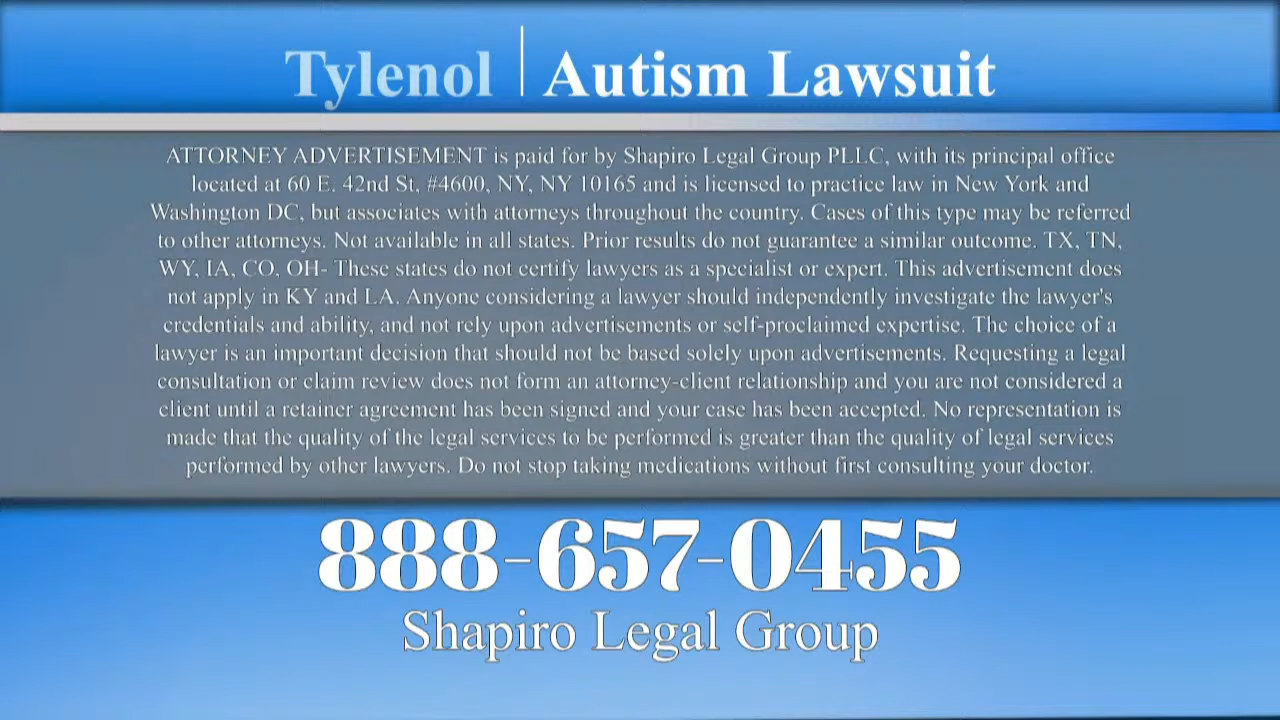 Tylenol | Autism Lawsuit
ATTORNEY ADVERTISEMENT is paid for by Shapiro Legal Group PLLC, with its principal office
located at 60 E. 42nd St, #4600, NY, NY 10165 and is licensed to practice law in New York and
Washington DC, but associates with attorneys throughout the country. Cases of this type may be referred
to other attorneys. Not available in all states. Prior results do not guarantee a similar outcome. TX, TN,
WY, IA, CO, OH- These states do not certify lawyers as a specialist or expert. This advertisement does
not apply in KY and LA. Anyone considering a lawyer should independently investigate the lawyer's
credentials and ability, and not rely upon advertisements or self-proclaimed expertise. The choice of a
lawyer is an important decision that should not be based solely upon advertisements. Requesting a legal
consultation or claim review does not form an attorney-client relationship and you are not considered a
client until a retainer agreement has been signed and your case has been accepted. No representation is
made that the quality of the legal services to be performed is greater than the quality of legal services
performed by other lawyers. Do not stop taking medications without first consulting your doctor.
888-657-0455
Shapiro Legal Group